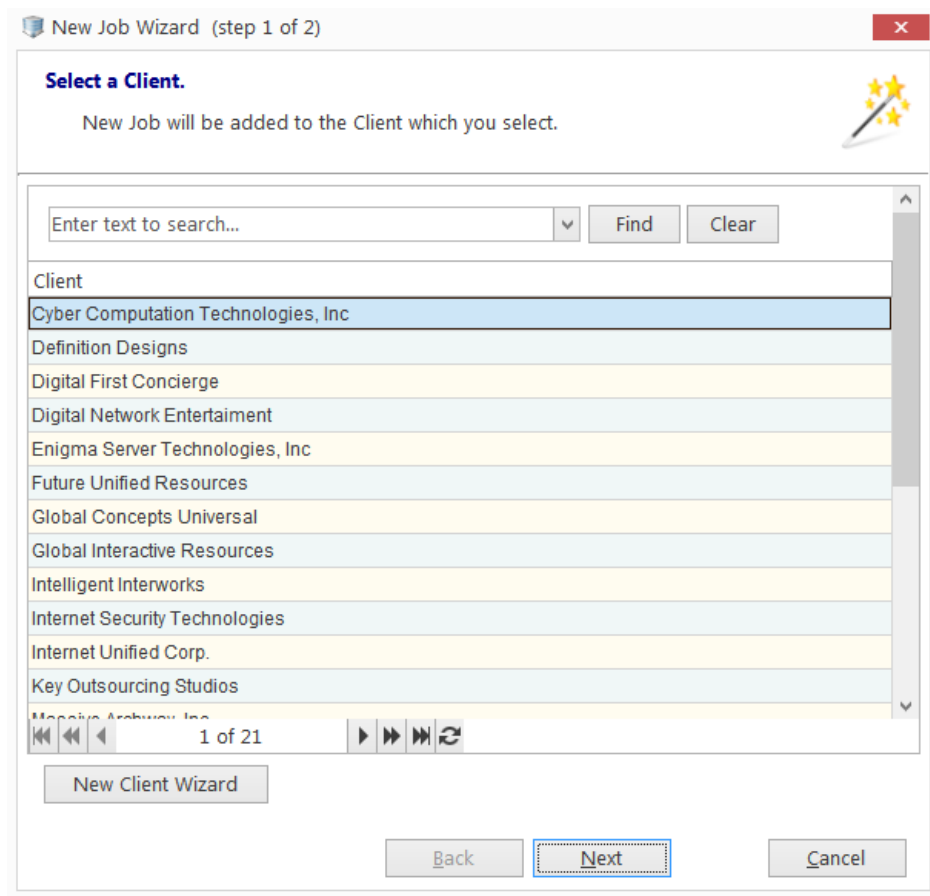 New Job Wizard (step 1 of 2)
Select a Client.
New Job will be added to the Client which you select.
Enter text to search...
Find
Clear
Client
Cyber Computation Technologies, Inc
Definition Designs
Digital First Concierge
Digital Network Entertaiment
Enigma Server Technologies, Inc
Future Unified Resources
Global Concepts Universal
Global Interactive Resources
Intelligent Interworks
Internet Security Technologies
Internet Unified Corp.
Key Outsourcing Studios
Massive Archway, Inc
1 of 21
New Client Wizard
Back
Next
Cancel